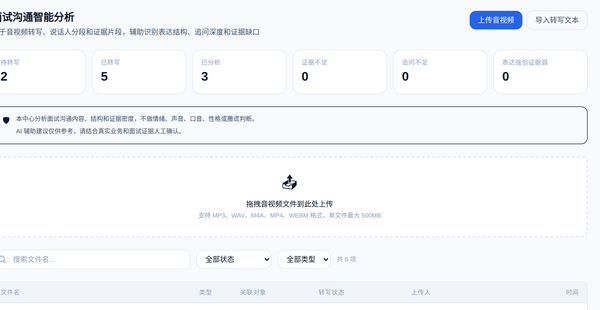 试沟通智能分析
于音视频转写、说话人分段和证据片段，辅助识别表达结构、追问深度和证据缺口
上传音视频
导入转写文本
待转写
2
已转写
5
已分析
3
证据不足
0
追问不足
0
表达强但证据弱
0
本中心分析面试沟通内容、结构和证据密度，不做情绪、声音、口音、性格或撒谎判断。
AI 辅助建议仅供参考，请结合真实业务和面试证据人工确认。
拖拽音视频文件到此处上传
支持 MP3、WAV、M4A、MP4、WEBM 格式，单文件最大 500MB
搜索文件名...
全部状态
全部类型
共 6 项
文件名
类型
关联对象
转写状态
上传人
时间